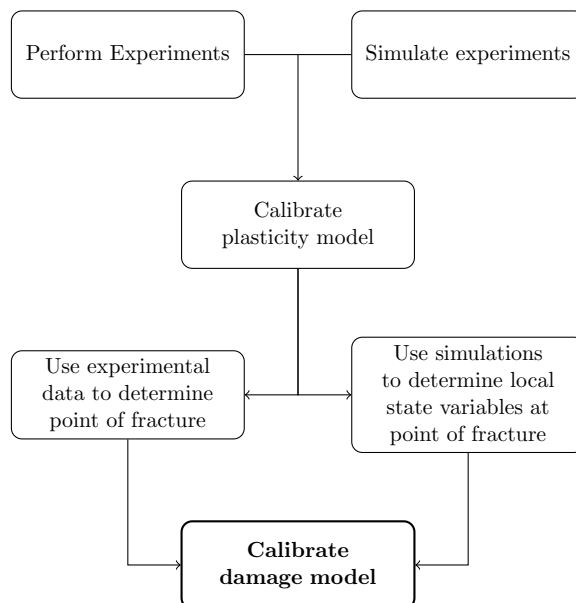 Perform Experiments
Simulate experiments
Calibrate
plasticity model
Use experimental
data to determine
point of fracture
Use simulations
to determine local
state variables at
point of fracture
Calibrate
damage model